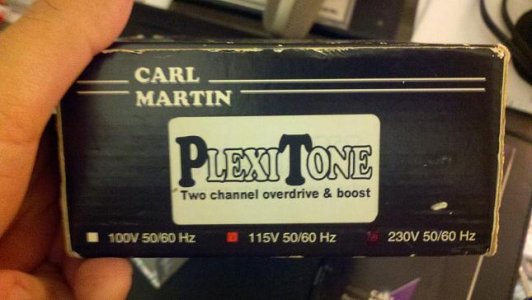 CARL
MARTIN
PLEXITONE
Two channel overdrive & boost
100V 50/60 Hz 115V 50/60 Hz 230V 50/60 Hz